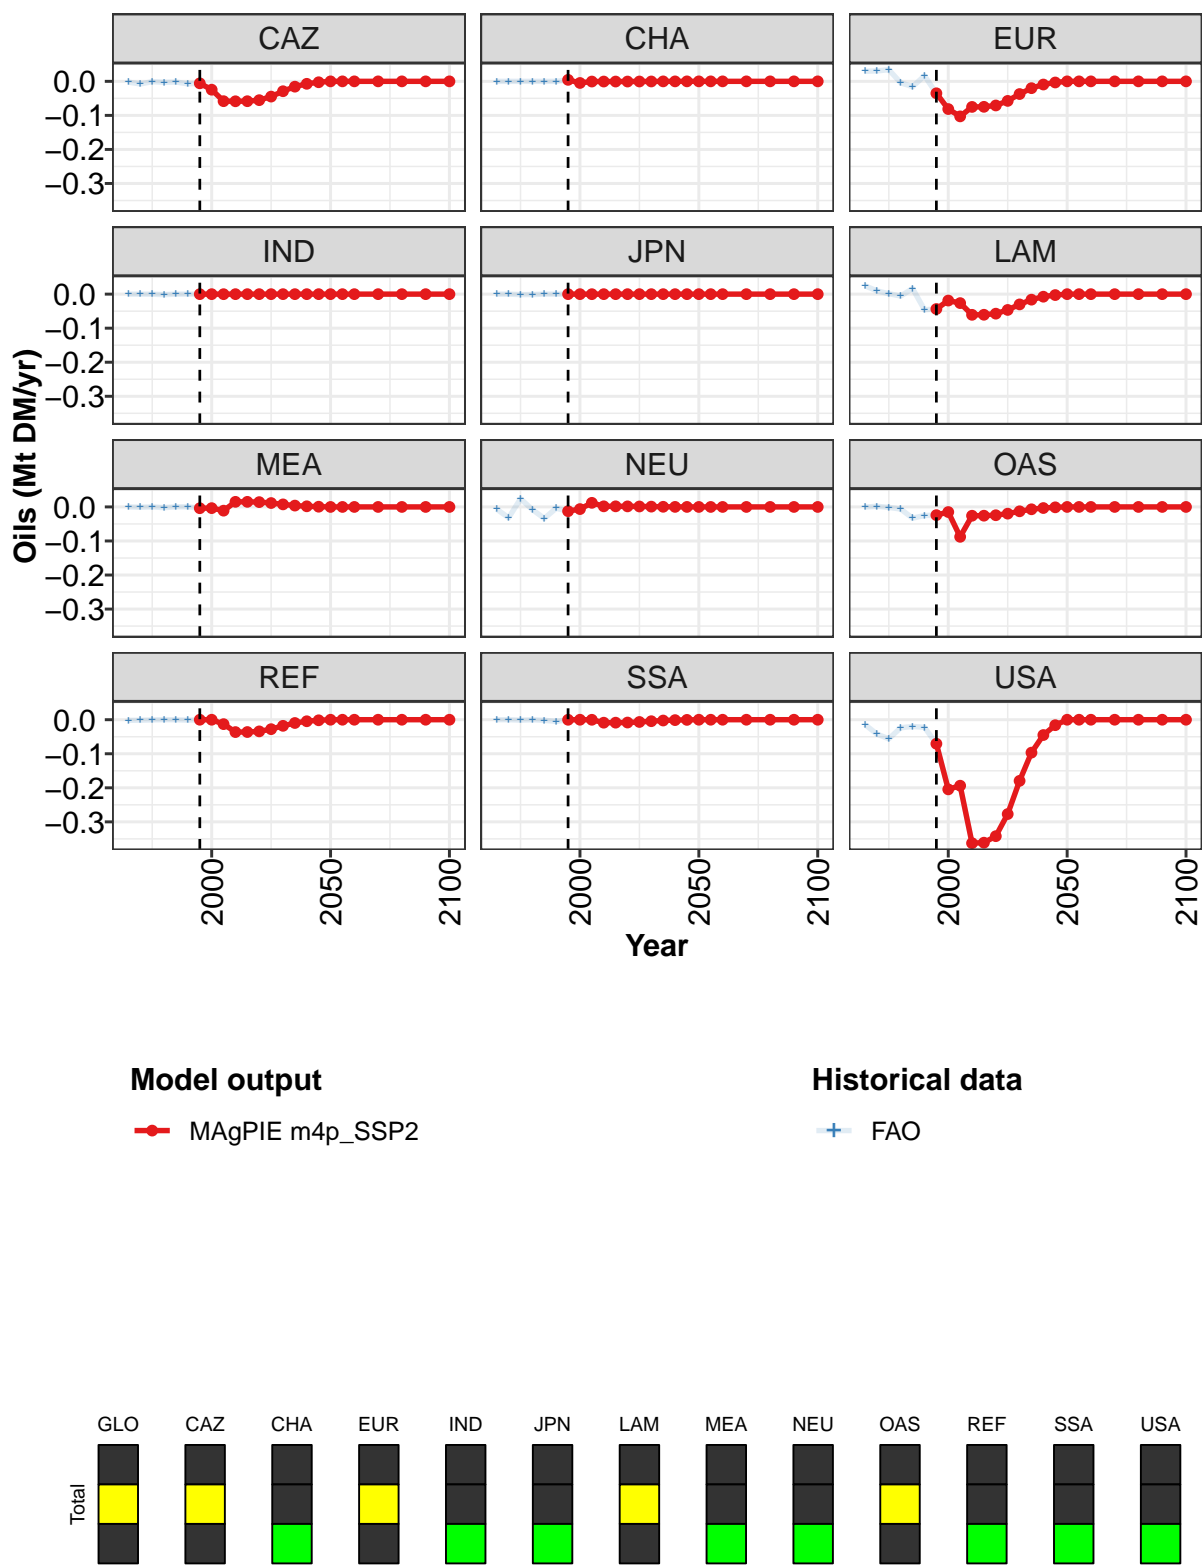 CAZ CHA EUR
0.0
−0.1
−0.2
−0.3
IND JPN LAM
0.0
−0.1
−0.2
−0.3
MEA NEU OAS
0.0
−0.1
−0.2
−0.3
REF SSA USA
0.0
−0.1
−0.2
−0.3
Oils (Mt DM/yr)
2000 2050 2100 2000 2050 2100 2000 2050 2100
Year
Model output Historical data
MAgPIE m4p_SSP2 FAO
GLO CAZ CHA EUR IND JPN LAM MEA NEU OAS REF SSA USA
Total